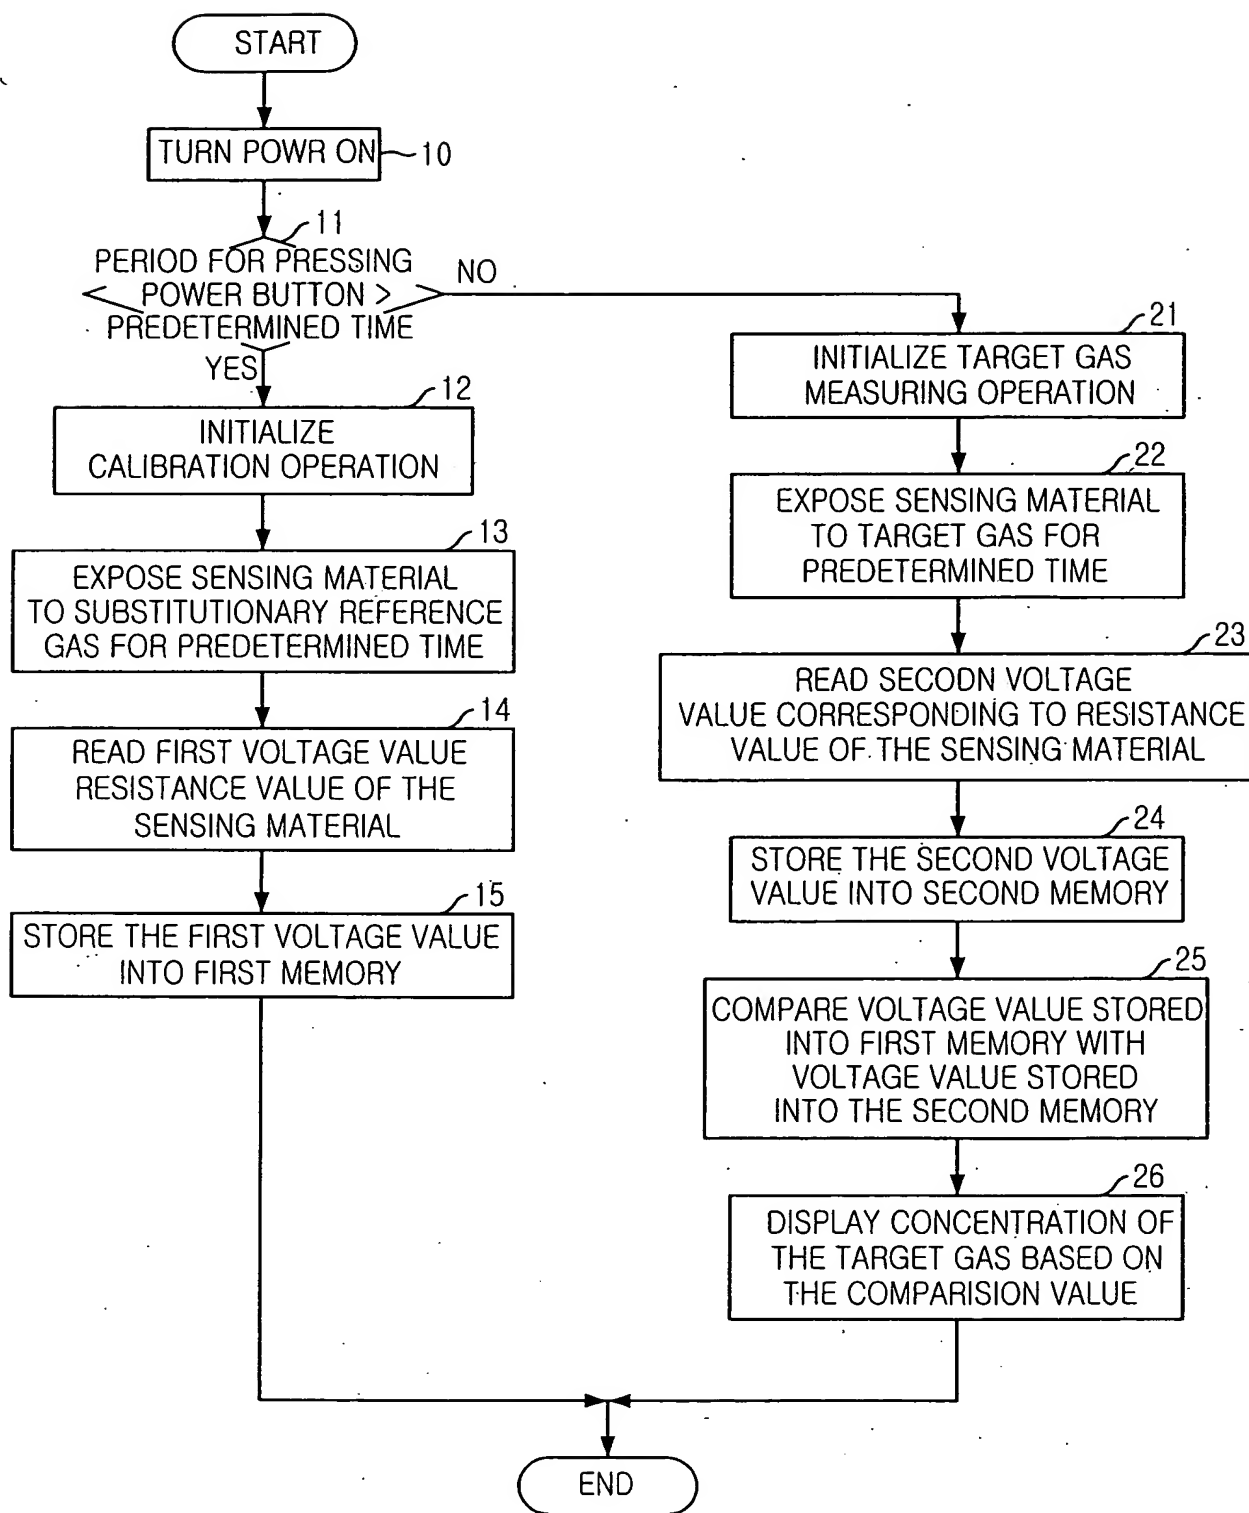 START
TURN POWR ON
10
11
PERIOD FOR PRESSING
POWER BUTTON >
PREDETERMINED TIME
NO
YES
12
INITIALIZE
CALIBRATION OPERATION
13
EXPOSE SENSING MATERIAL
TO SUBSTITUTIONARY REFERENCE
GAS FOR PREDETERMINED TIME
14
READ FIRST VOLTAGE VALUE
RESISTANCE VALUE OF THE
SENSING MATERIAL
15
STORE THE FIRST VOLTAGE VALUE
INTO FIRST MEMORY
21
INITIALIZE TARGET GAS
MEASURING OPERATION
22
EXPOSE SENSING MATERIAL
TO TARGET GAS FOR
PREDETERMINED TIME
23
READ SECODN VOLTAGE
VALUE CORRESPONDING TO RESISTANCE
VALUE OF THE SENSING MATERIAL
24
STORE THE SECOND VOLTAGE
VALUE INTO SECOND MEMORY
25
COMPARE VOLTAGE VALUE STORED
INTO FIRST MEMORY WITH
VOLTAGE VALUE STORED
INTO THE SECOND MEMORY
26
DISPLAY CONCENTRATION OF
THE TARGET GAS BASED ON
THE COMPARISION VALUE
END